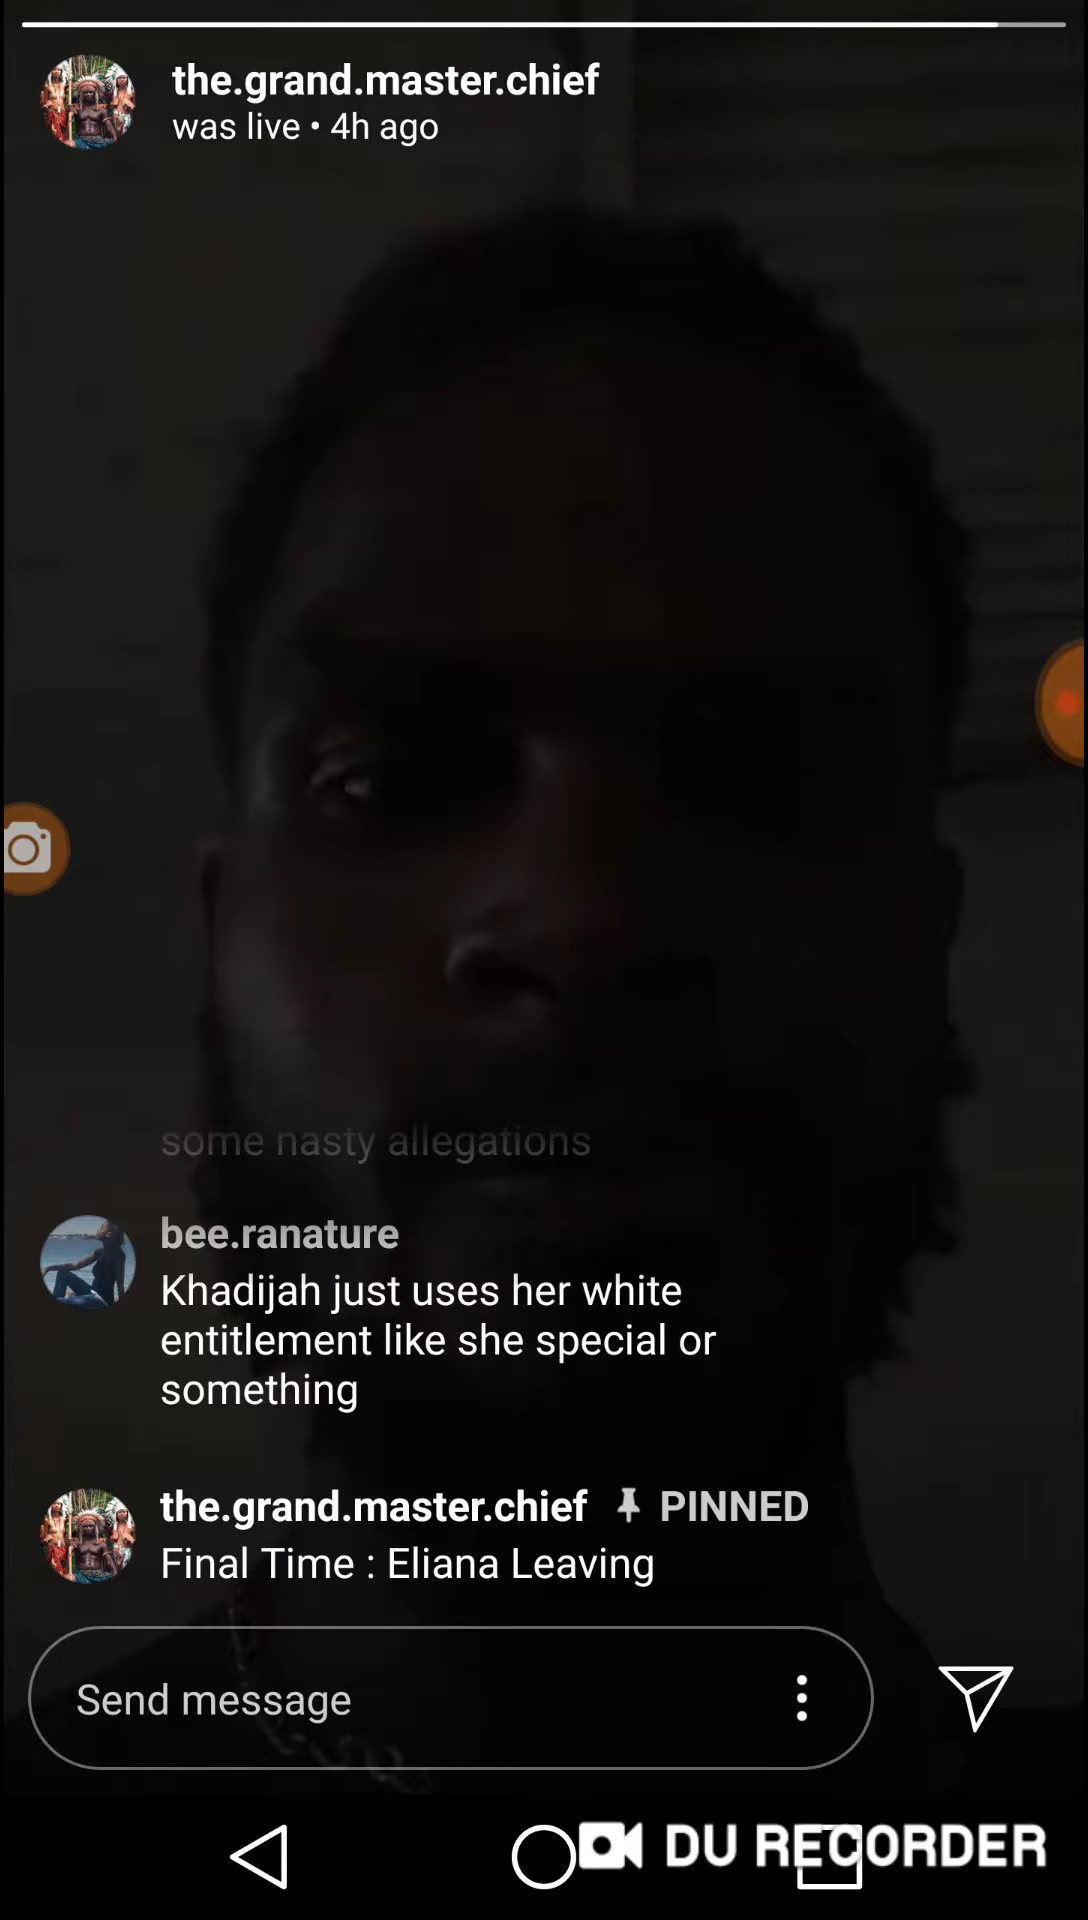 the.grand.master.chief
was live • 4h ago
some nasty allegations
bee.ranature
Khadijah just uses her white
entitlement like she special or
something
the.grand.master.chief PINNED
Final Time : Eliana Leaving
Send message
DU RECORDER